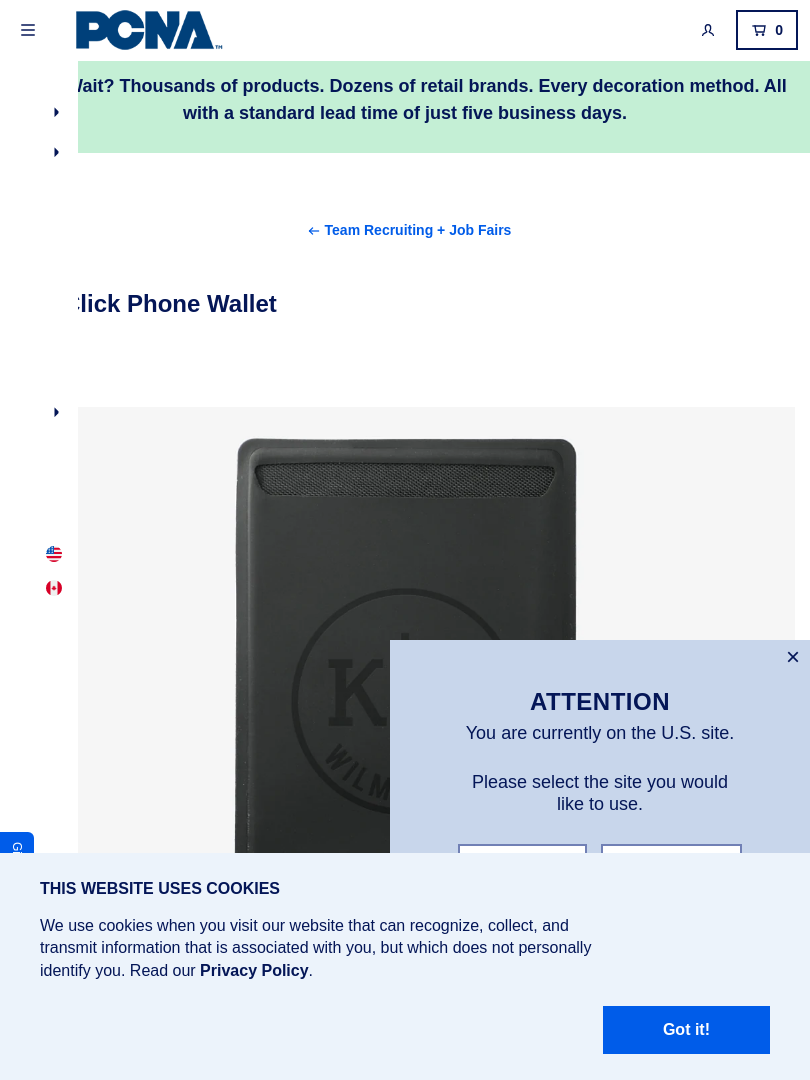 PCNA
TM
0
Wait? Thousands of products. Dozens of retail brands. Every decoration method. All
with a standard lead time of just five business days.
Team Recruiting + Job Fairs
Click Phone Wallet
ATTENTION
You are currently on the U.S. site.
Please select the site you would
like to use.
THIS WEBSITE USES COOKIES
We use cookies when you visit our website that can recognize, collect, and
transmit information that is associated with you, but which does not personally
identify you. Read our Privacy Policy.
Got it!